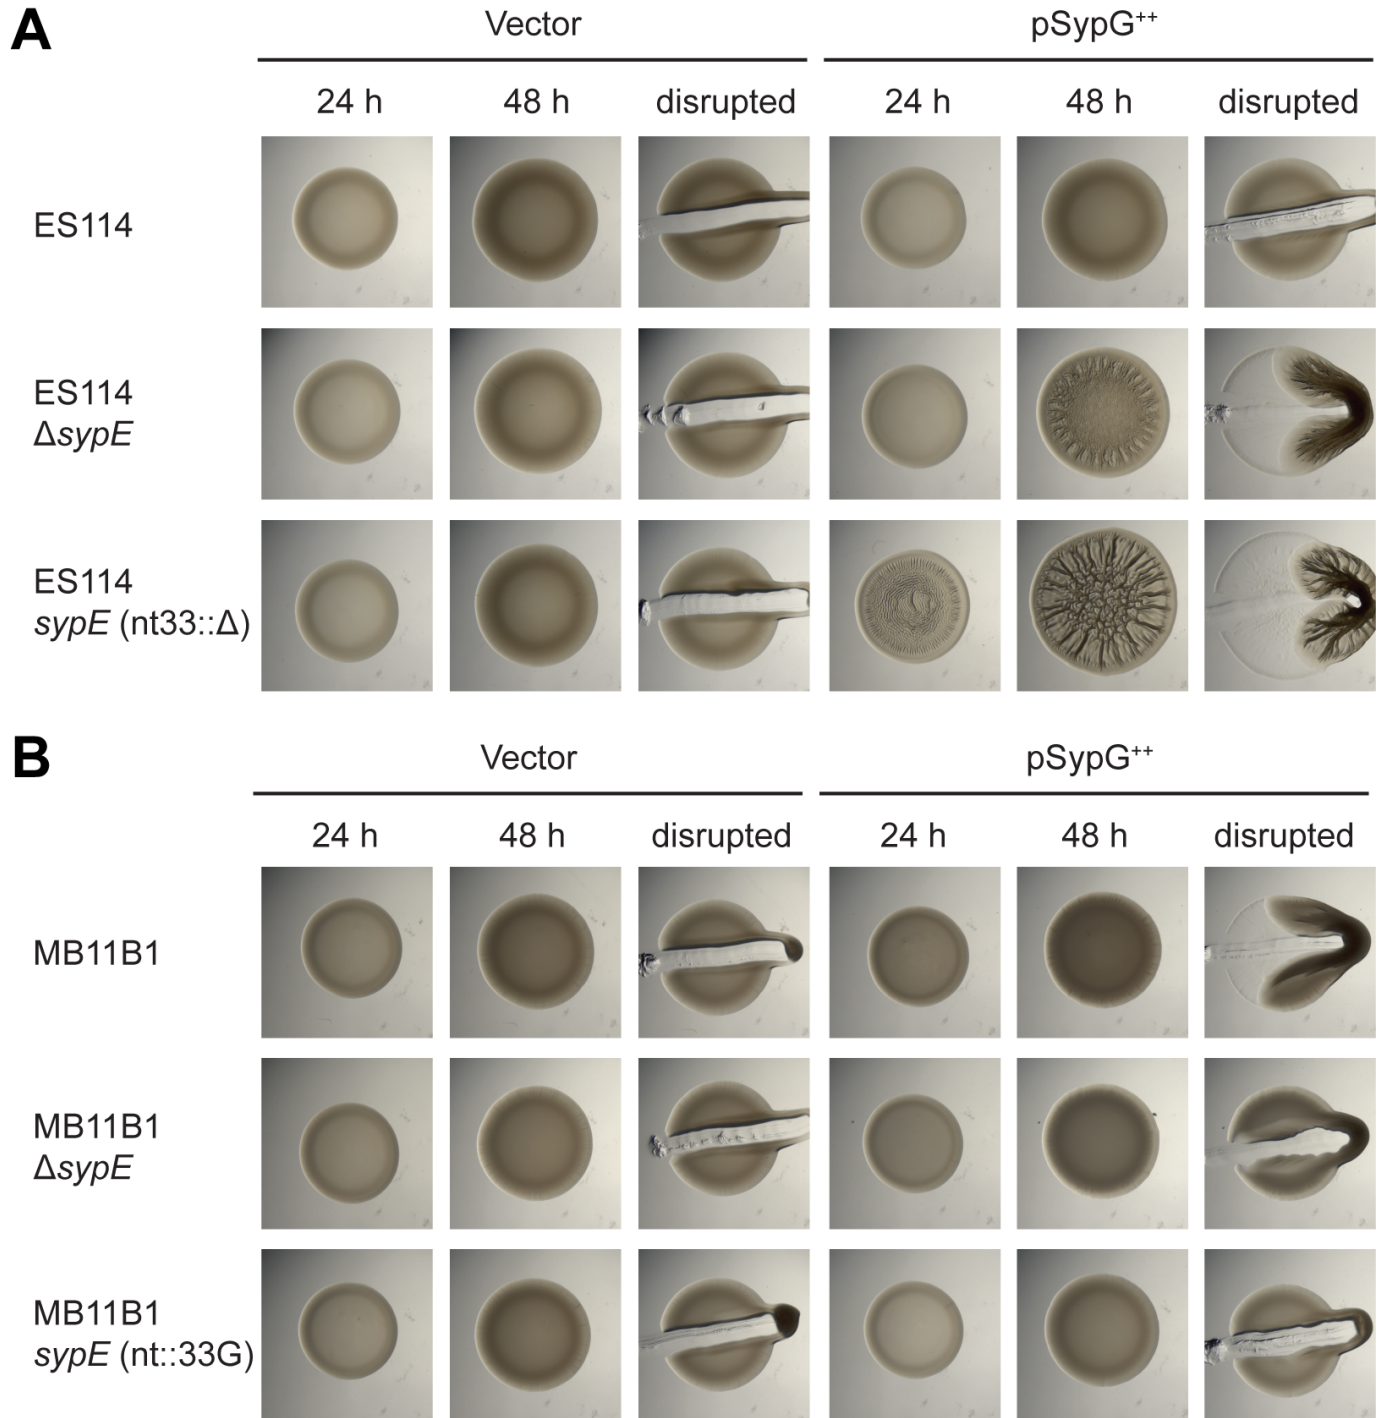 A
Vector pSypG++
24 h 48 h disrupted 24 h 48 h disrupted
ES114
ES114
ΔsypE
ES114
sypE (nt33::Δ)
B
Vector pSypG++
24 h 48 h disrupted 24 h 48 h disrupted
MB11B1
MB11B1
ΔsypE
MB11B1
sypE (nt::33G)